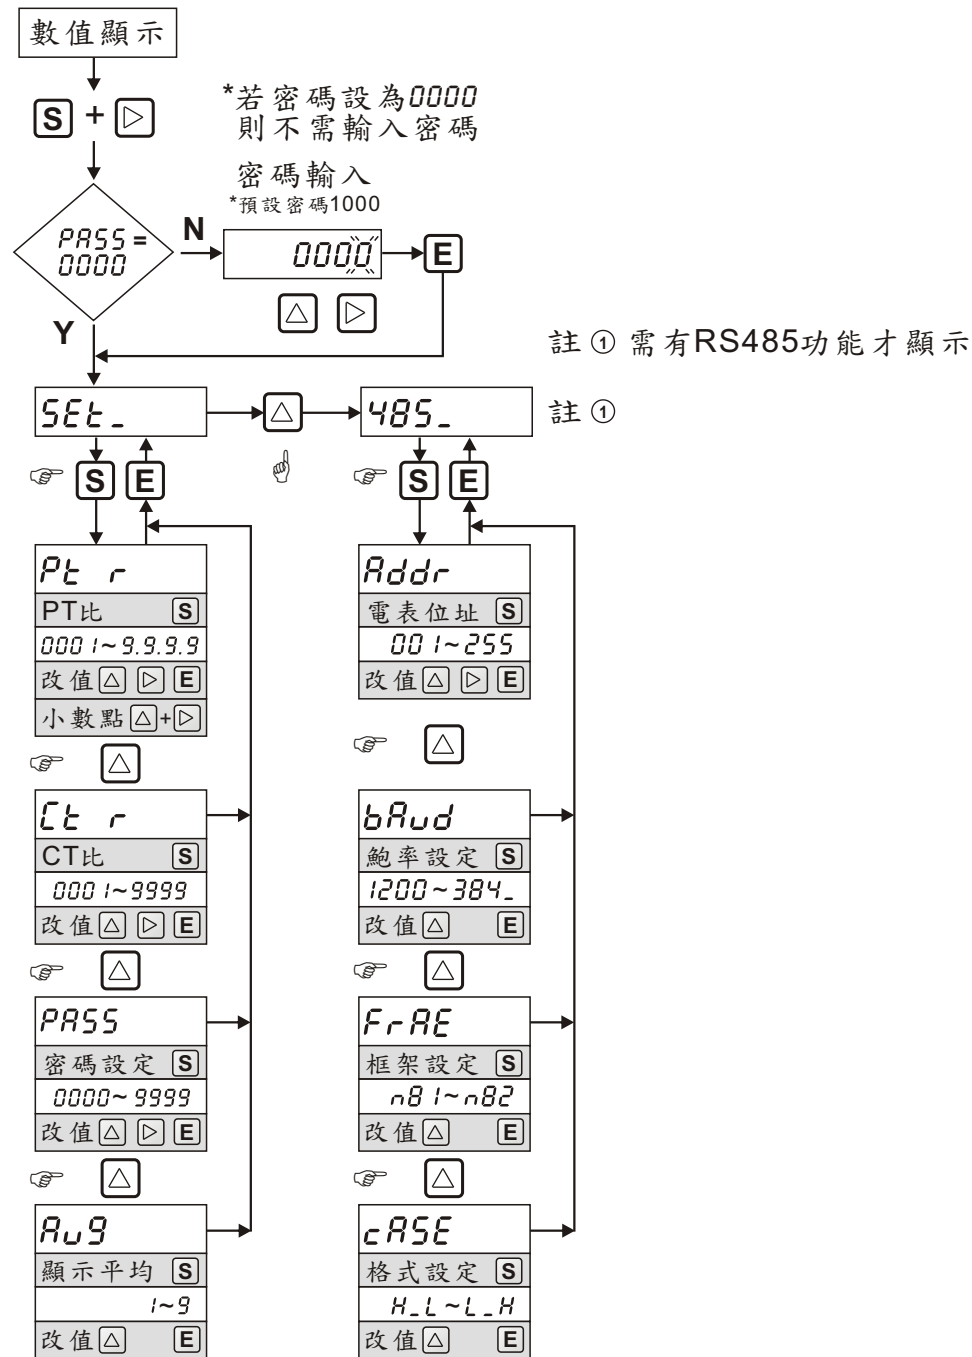 數值顯示
S + ▷
*若密碼設為0000
則不需輸入密碼
密碼輸入
*預設密碼1000
PASS =
0000
N
0000
E
△ ▷
Y
註 ① 需有RS485功能才顯示
SEt_
△
485_
註 ①
S E
S E
Pt r
PT比 S
0001~9.9.9.9
改值 △ ▷ E
小數點 △+▷
△
Ct r
CT比 S
0001~9999
改值 △ ▷ E
△
PASS
密碼設定 S
0000~9999
改值 △ ▷ E
△
Avg
顯示平均 S
1~9
改值 △ E
Addr
電表位址 S
001~255
改值 △ ▷ E
△
bAud
鮑率設定 S
1200~384_
改值 △ E
△
FrAE
框架設定 S
n81~n82
改值 △ E
△
cASE
格式設定 S
H_L~L_H
改值 △ E